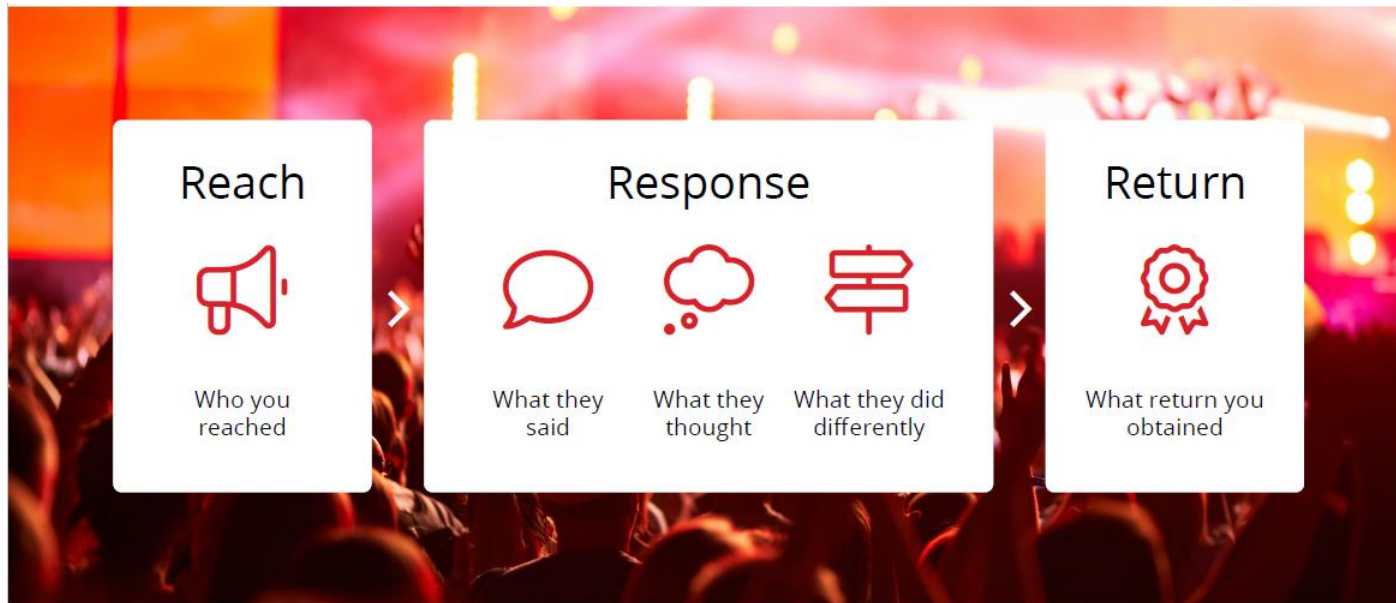 Reach
Who you
reached
Response
What they
said
What they
thought
What they did
differently
Return
What return you
obtained